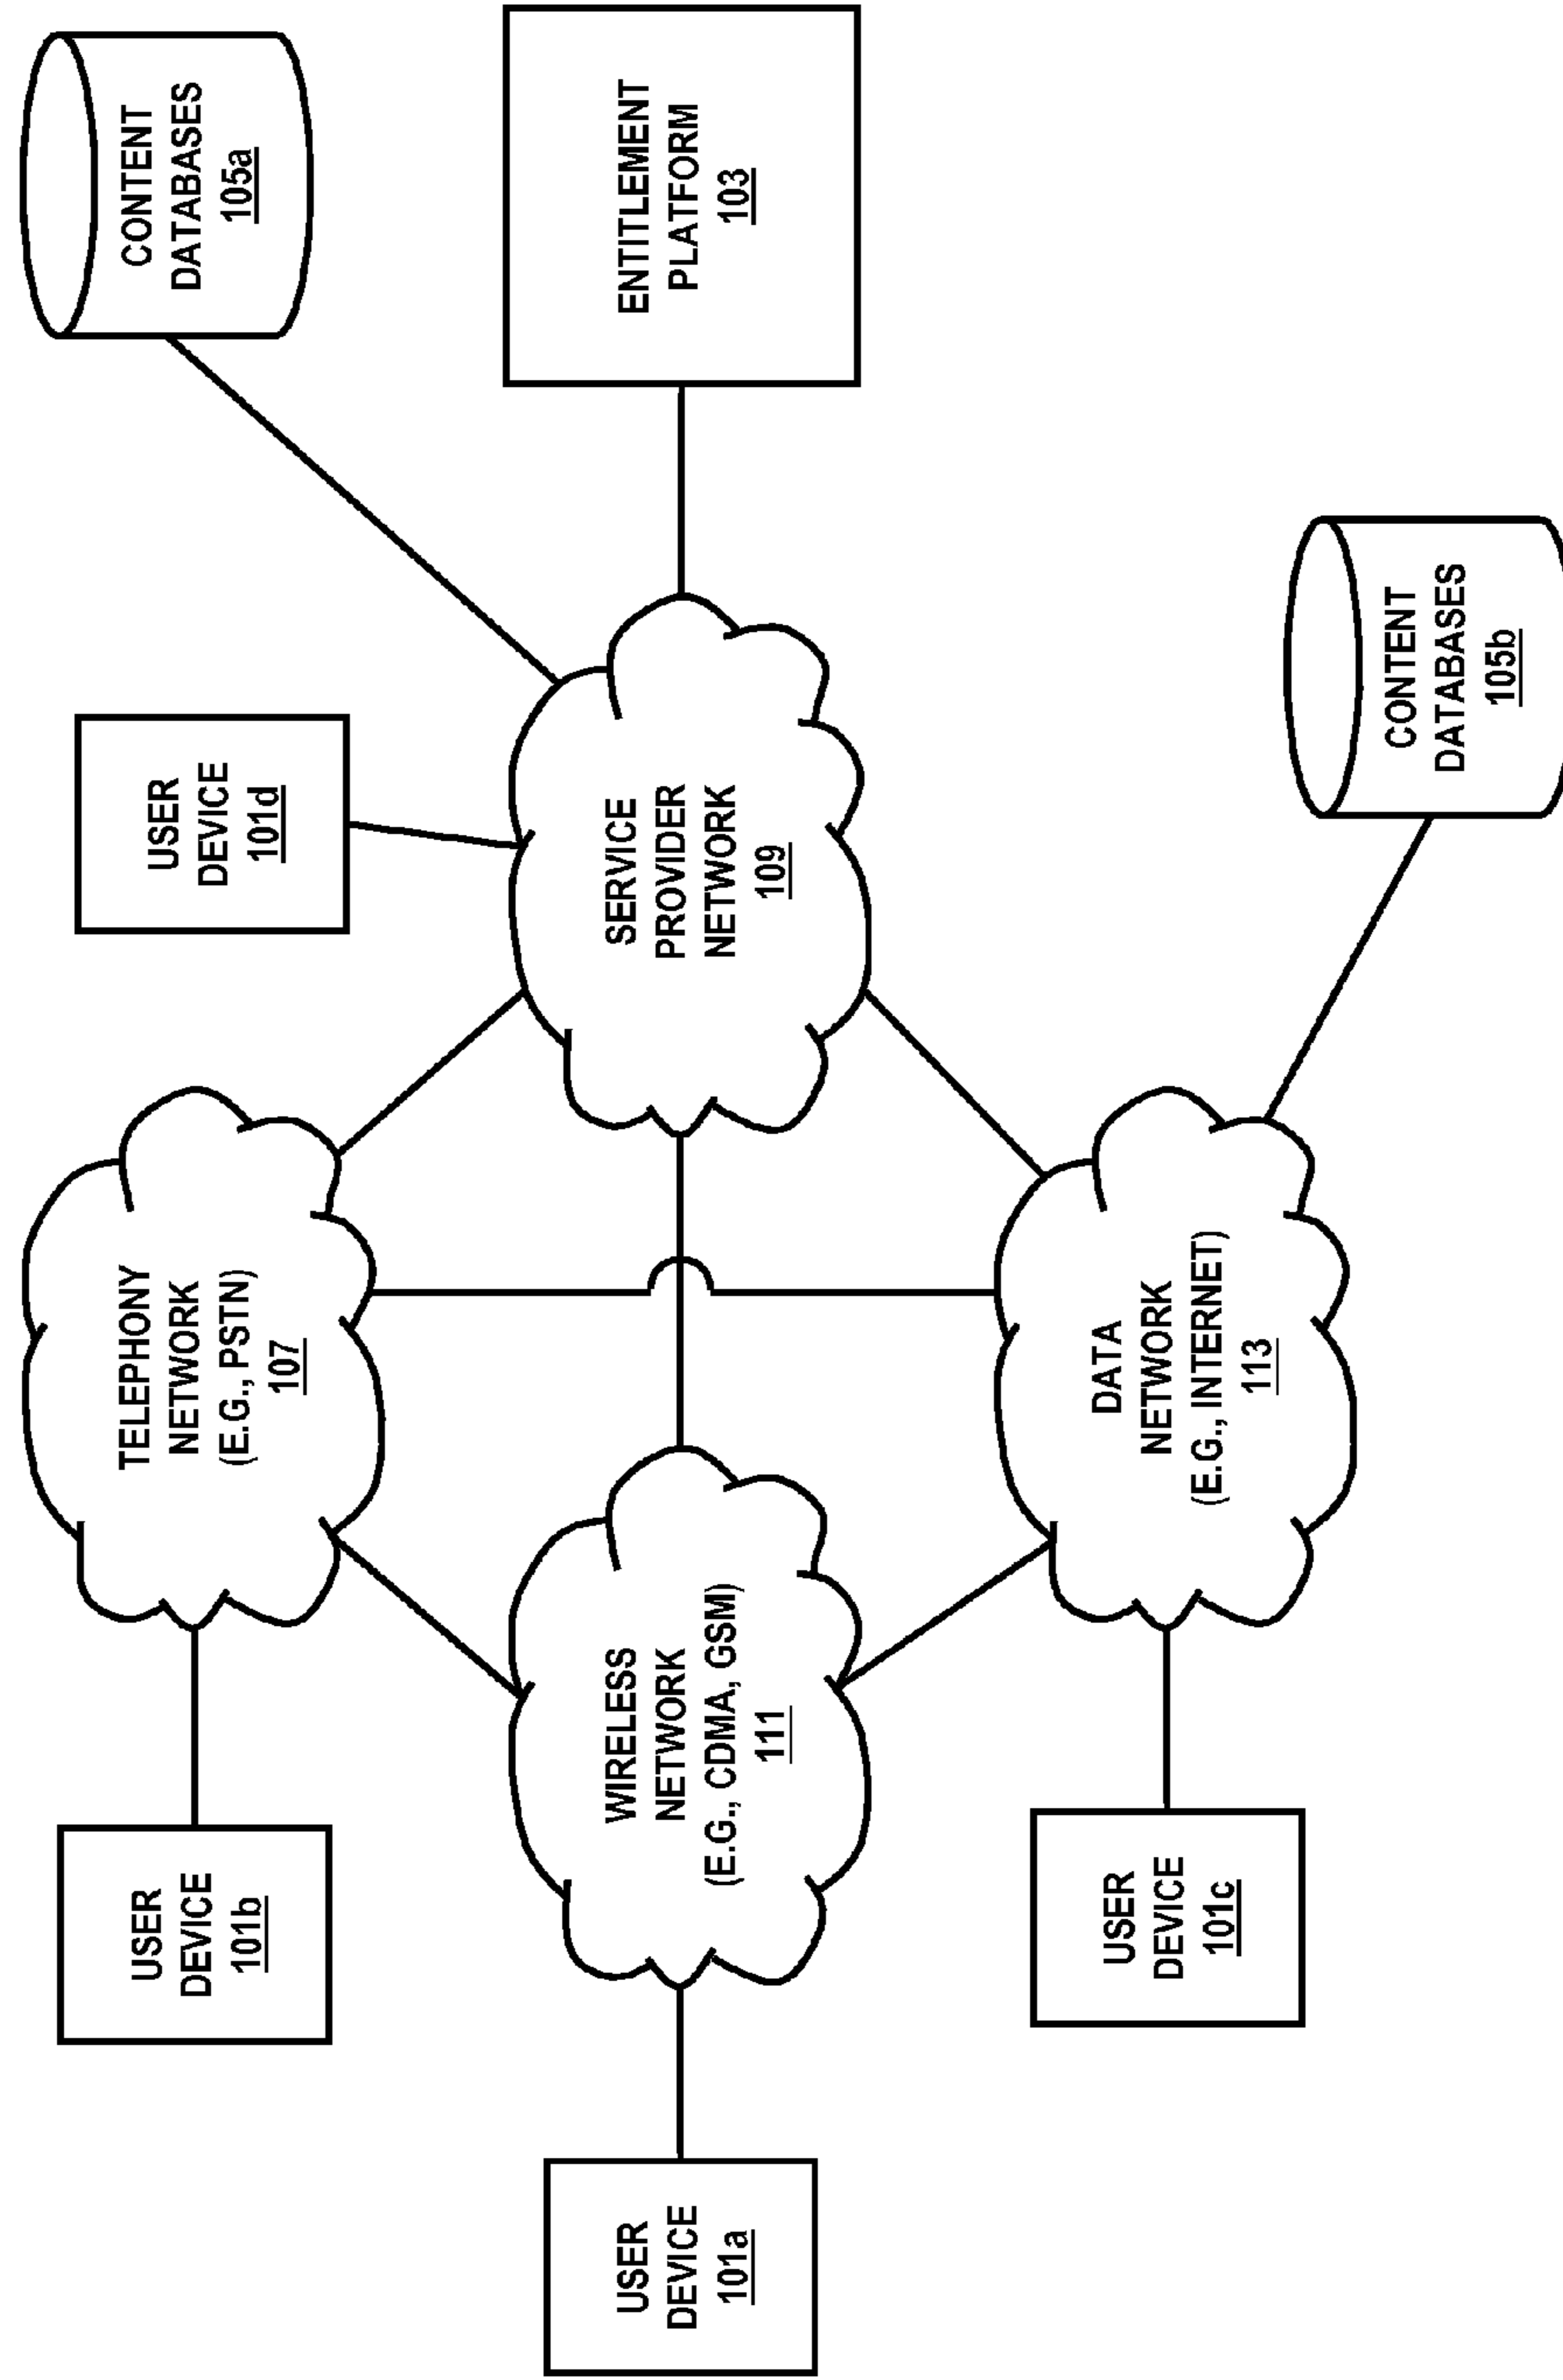 USER
DEVICE
101b
TELEPHONY
NETWORK
(E.G., PSTN)
107
USER
DEVICE
101d
CONTENT
DATABASES
105a
USER
DEVICE
101a
WIRELESS
NETWORK
(E.G., CDMA, GSM)
111
SERVICE
PROVIDER
NETWORK
109
ENTITLEMENT
PLATFORM
103
USER
DEVICE
101c
DATA
NETWORK
(E.G., INTERNET)
113
CONTENT
DATABASES
105b